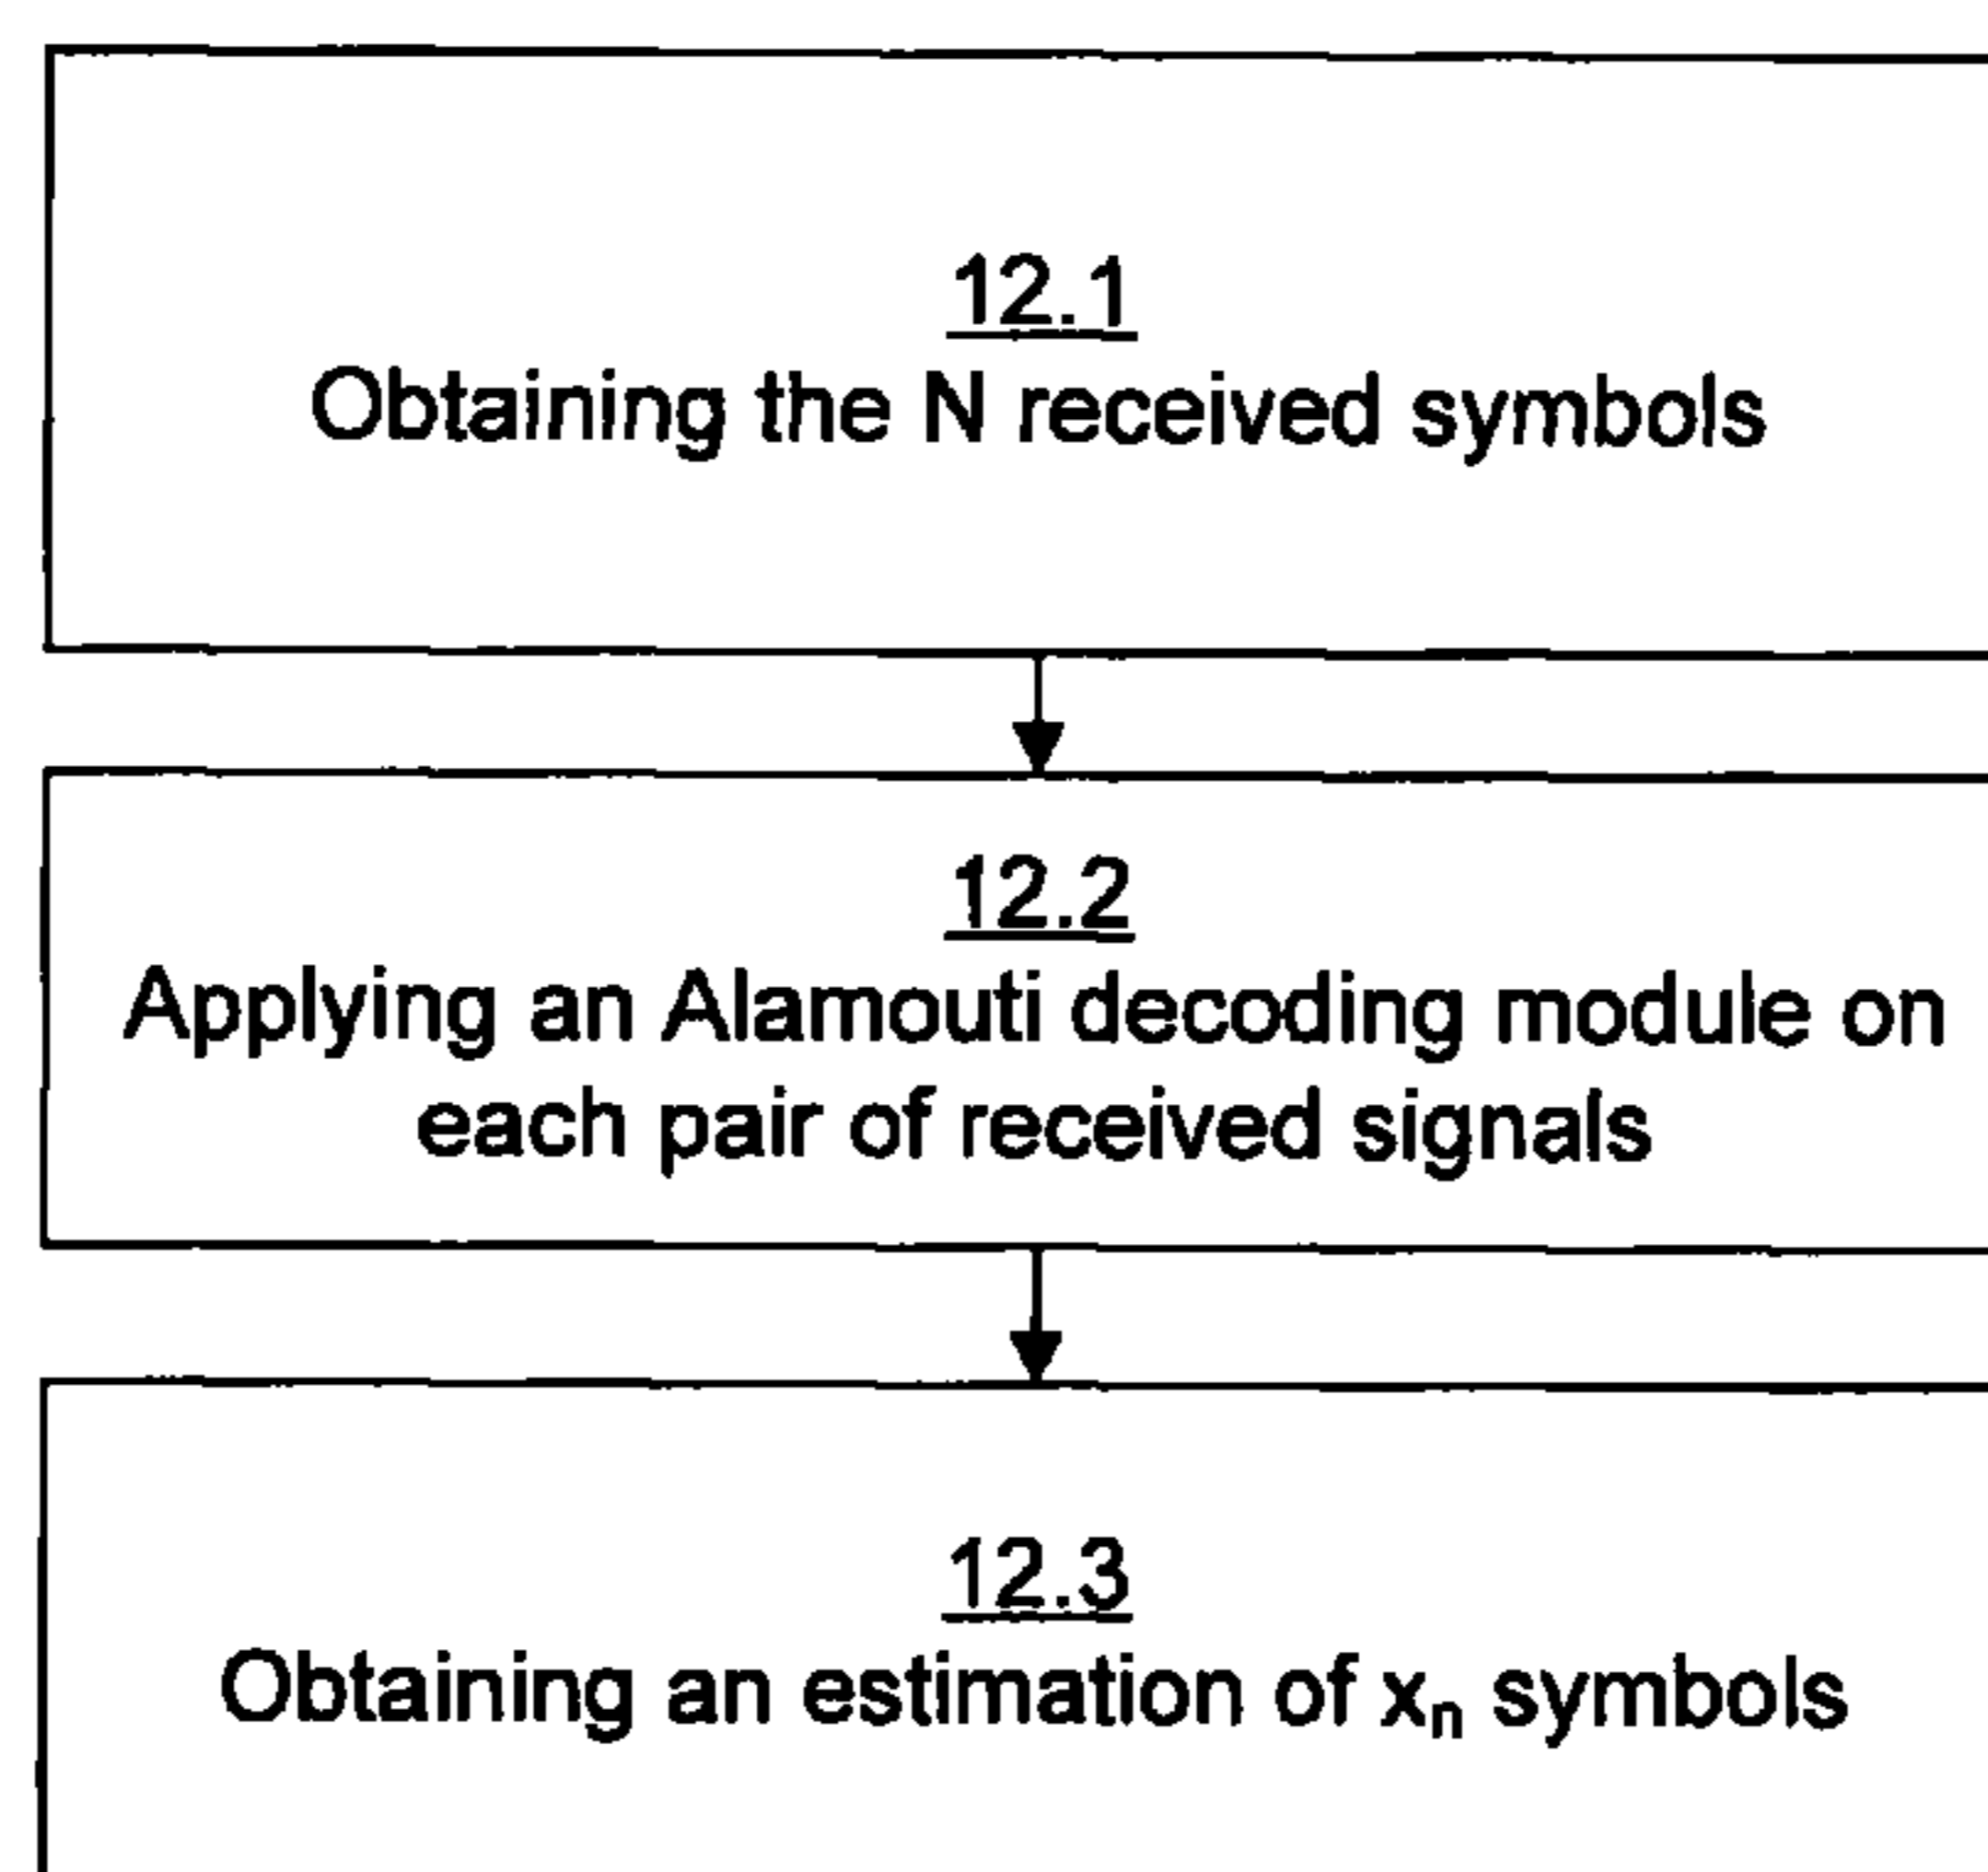 12.1
Obtaining the N received symbols
12.2
Applying an Alamouti decoding module on
each pair of received signals
12.3
Obtaining an estimation of xₙ symbols